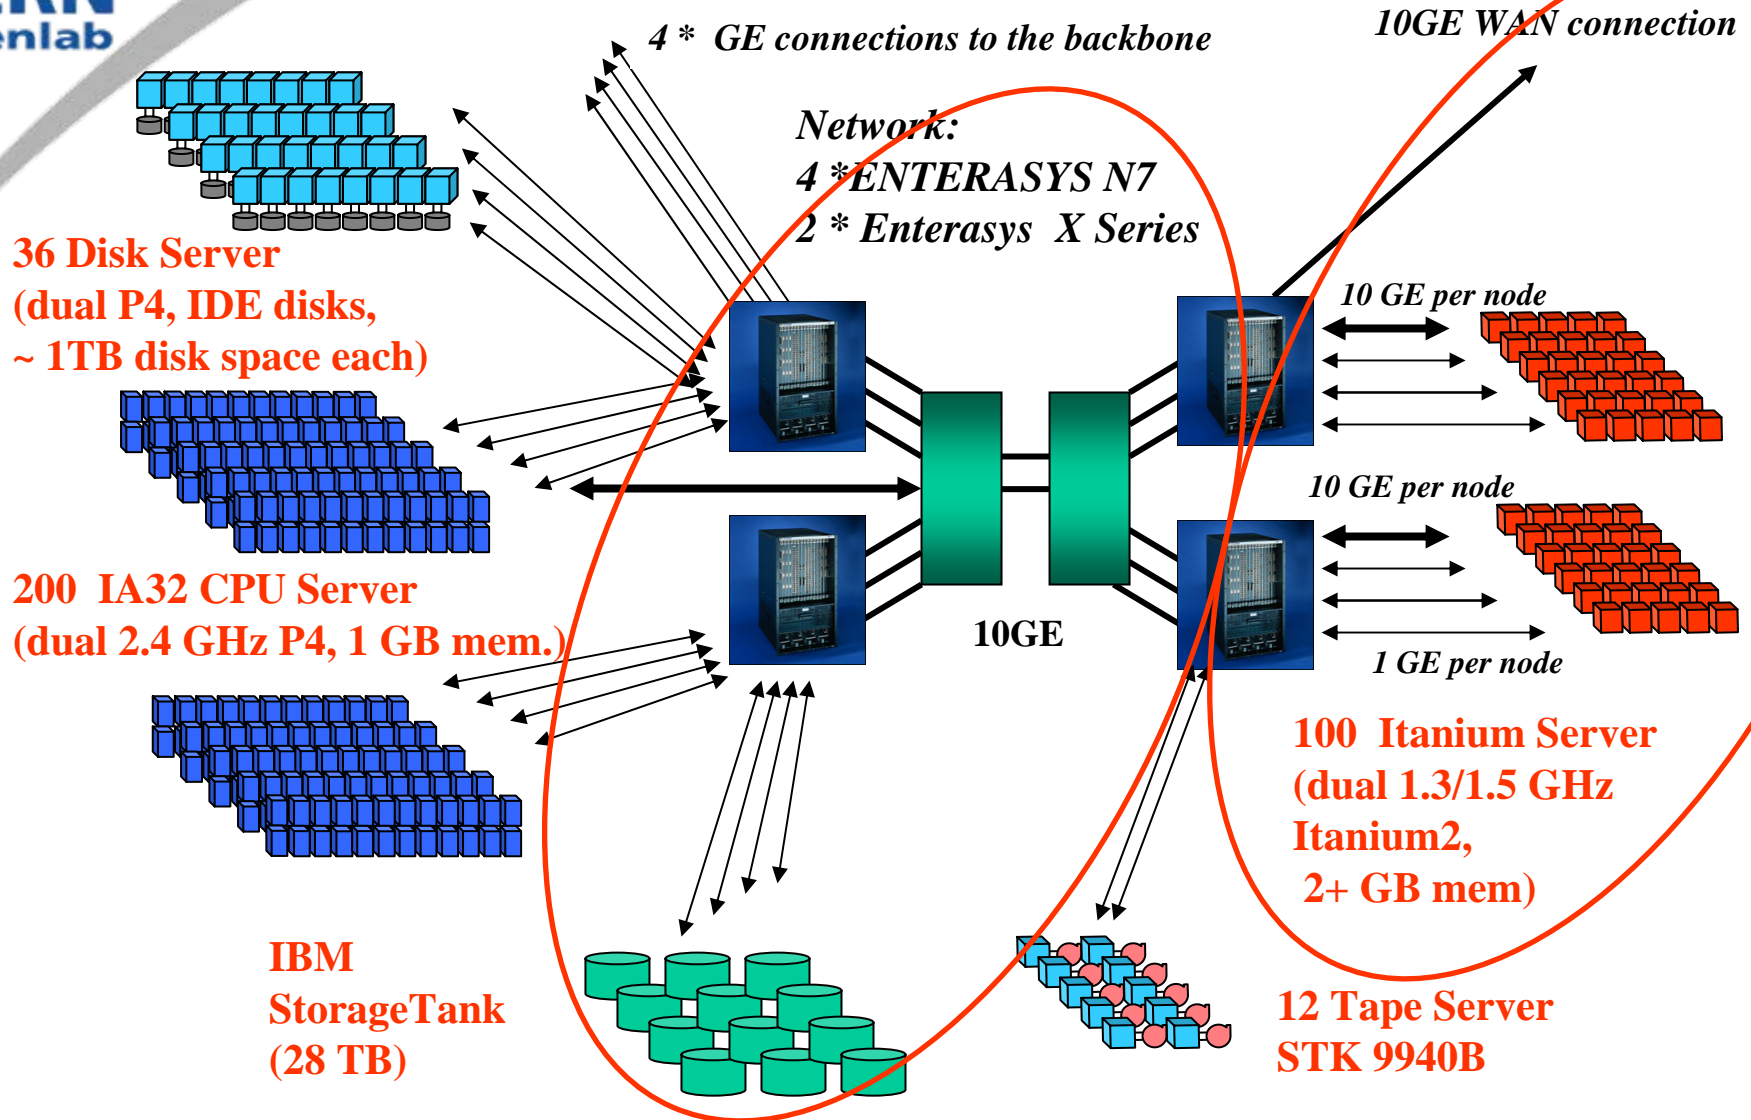 enlab
4 * GE connections to the backbone
10GE WAN connection
Network:
4 *ENTERASYS N7
2 * Enterasys X Series
36 Disk Server
(dual P4, IDE disks,
~ 1TB disk space each)
10 GE per node
10 GE per node
200 IA32 CPU Server
(dual 2.4 GHz P4, 1 GB mem.)
10GE
1 GE per node
100 Itanium Server
(dual 1.3/1.5 GHz
Itanium2,
2+ GB mem)
IBM
StorageTank
(28 TB)
12 Tape Server
STK 9940B